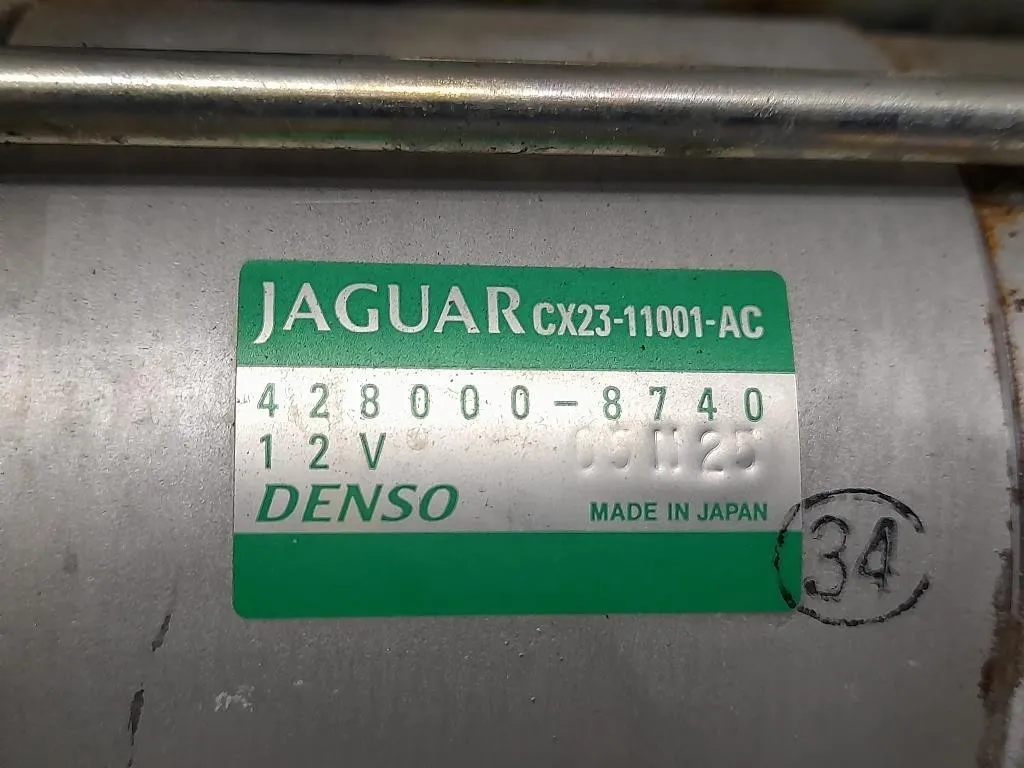 JAGUAR CX23-11001-AC
428000-8740
12V
DENSO MADE IN JAPAN
34